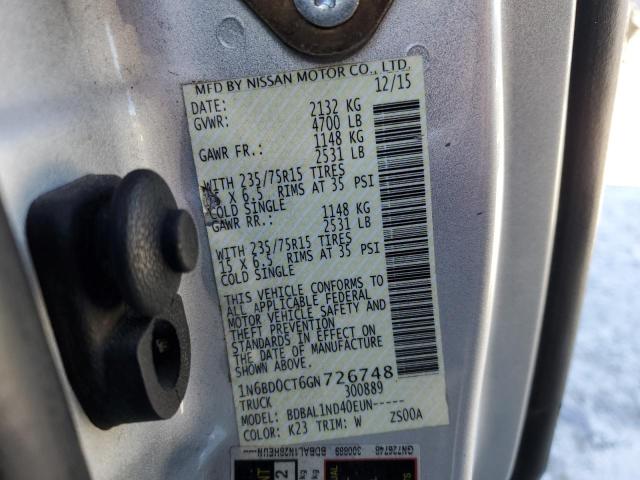 MFD BY NISSAN MOTOR CO., LTD.
DATE: 12/15
GVWR: 2132 KG
4700 LB
GAWR FR.: 1148 KG
2531 LB
WITH 235/75R15 TIRES
15 X 6.5 RIMS AT 35 PSI
COLD SINGLE
GAWR RR.: 1148 KG
2531 LB
WITH 235/75R15 TIRES
15 X 6.5 RIMS AT 35 PSI
COLD SINGLE
THIS VEHICLE CONFORMS TO
ALL APPLICABLE FEDERAL
MOTOR VEHICLE SAFETY AND
THEFT PREVENTION
STANDARDS IN EFFECT ON
THE DATE OF MANUFACTURE
SHOWN ABOVE.
1N6BD0CT6GN726748
TRUCK 300889
MODEL: BDBAL1ND40EUN-----
COLOR: K23 TRIM: W ZS00A
GN726748 300889 BDBAL1N26HEUN